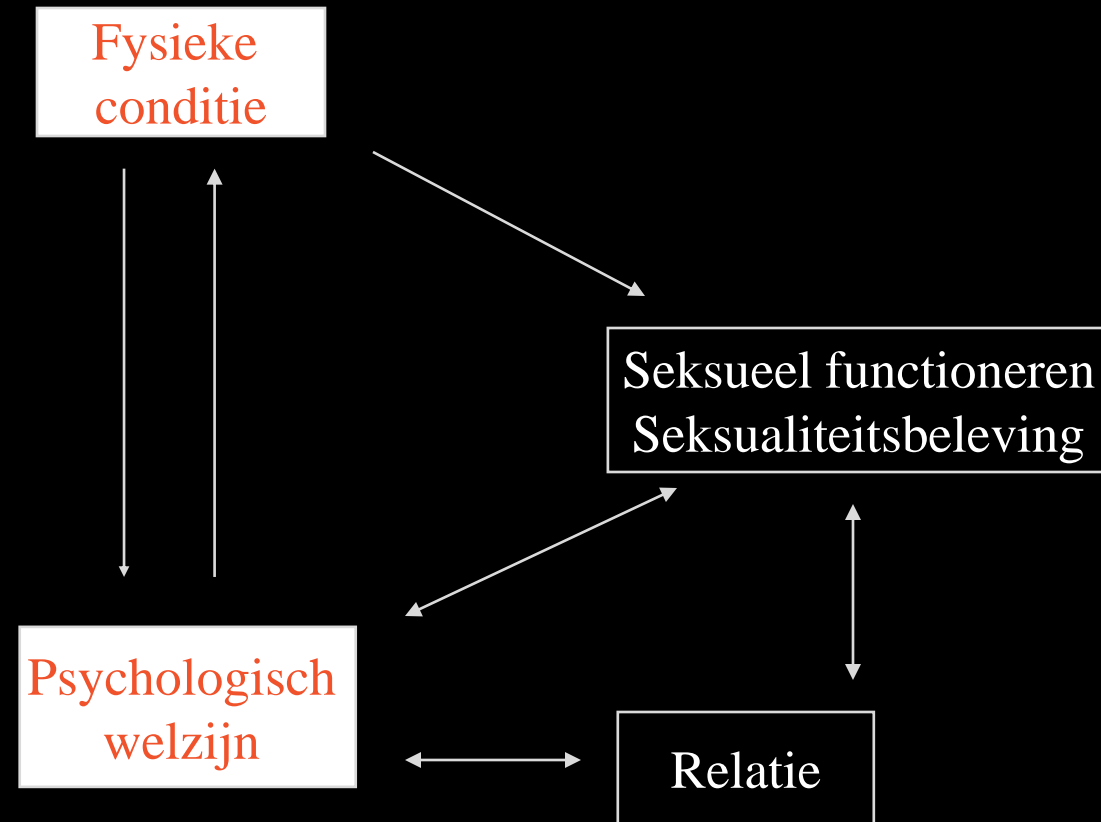 Fysieke
conditie
Seksueel functioneren
Seksualiteitsbeleving
Psychologisch
welzijn
Relatie